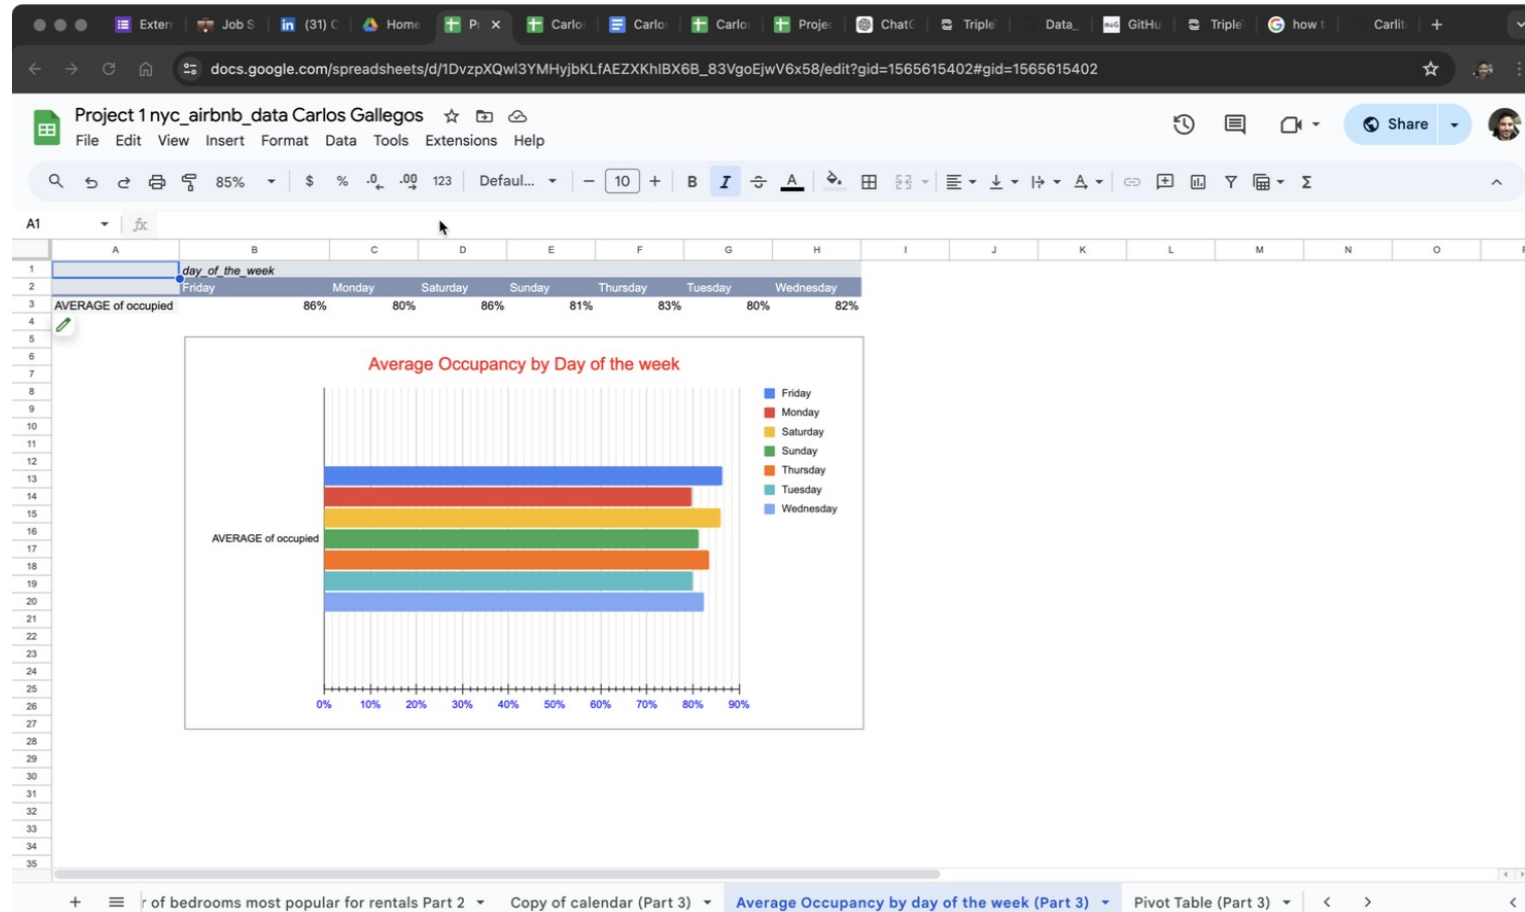 Exterr Job S (31) C Home P Carlo Carlo Carlo Projec ChatC Triple Data_ GitHu Triple how t Carlit
docs.google.com/spreadsheets/d/1DvzpXQwl3YMHyjbKLfAEZXKhIBX6B_83VgoEjwV6x58/edit?gid=1565615402#gid=1565615402
Project 1 nyc_airbnb_data Carlos Gallegos
File Edit View Insert Format Data Tools Extensions Help
Share
85% $ % .0 .00 123 Defaul... 10 B I A
A1 fx
A B C D E F G H I J K L M N O
1 day_of_the_week
2 Friday Monday Saturday Sunday Thursday Tuesday Wednesday
3 AVERAGE of occupied 86% 80% 86% 81% 83% 80% 82%
4
5
6
7
8
9
10
11
12
13
14
15
16
17
18
19
20
21
22
23
24
25
26
27
28
29
30
31
32
33
34
35
Average Occupancy by Day of the week
Friday
Monday
Saturday
Sunday
Thursday
Tuesday
Wednesday
AVERAGE of occupied
0% 10% 20% 30% 40% 50% 60% 70% 80% 90%
r of bedrooms most popular for rentals Part 2 Copy of calendar (Part 3) Average Occupancy by day of the week (Part 3) Pivot Table (Part 3)